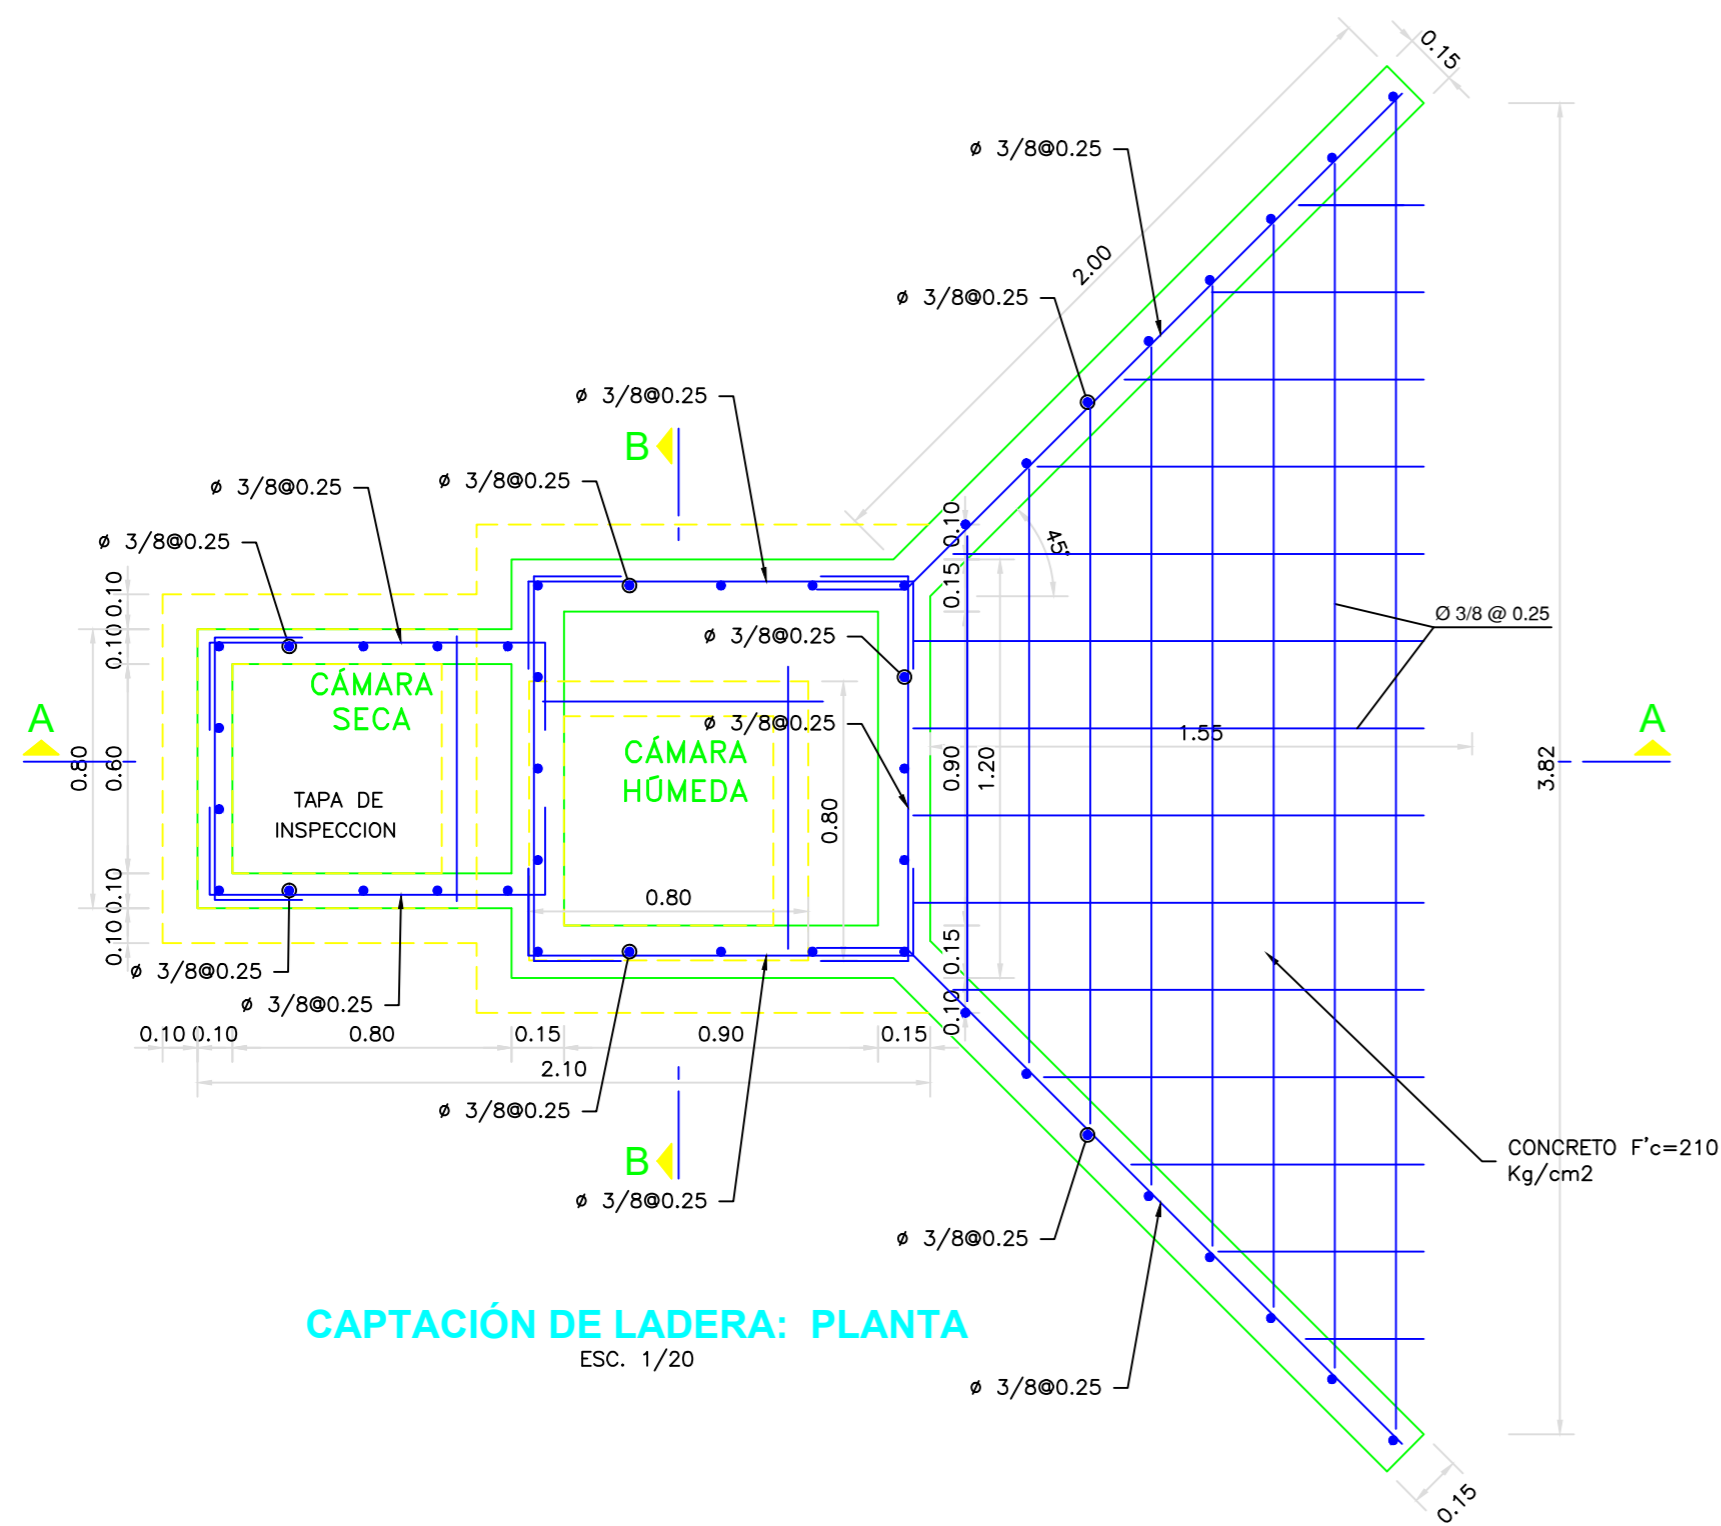 0.15
ø 3/8@0.25
2.00
ø 3/8@0.25
ø 3/8@0.25
B
ø 3/8@0.25
ø 3/8@0.25
ø 3/8@0.25
0.10
45°
0.15
0.10
0.10
Ø 3/8 @ 0.25
ø 3/8@0.25
CÁMARA
SECA
ø 3/8@0.25
CÁMARA
HÚMEDA
A
A
1.55
0.80
0.60
0.90
1.20
3.82
TAPA DE
INSPECCION
0.80
0.80
0.10
0.10
0.15
0.10
ø 3/8@0.25
ø 3/8@0.25
0.10
0.10
0.80
0.15
0.90
0.15
2.10
ø 3/8@0.25
B
ø 3/8@0.25
CONCRETO F'c=210
Kg/cm2
ø 3/8@0.25
CAPTACIÓN DE LADERA: PLANTA
ESC. 1/20
ø 3/8@0.25
0.15